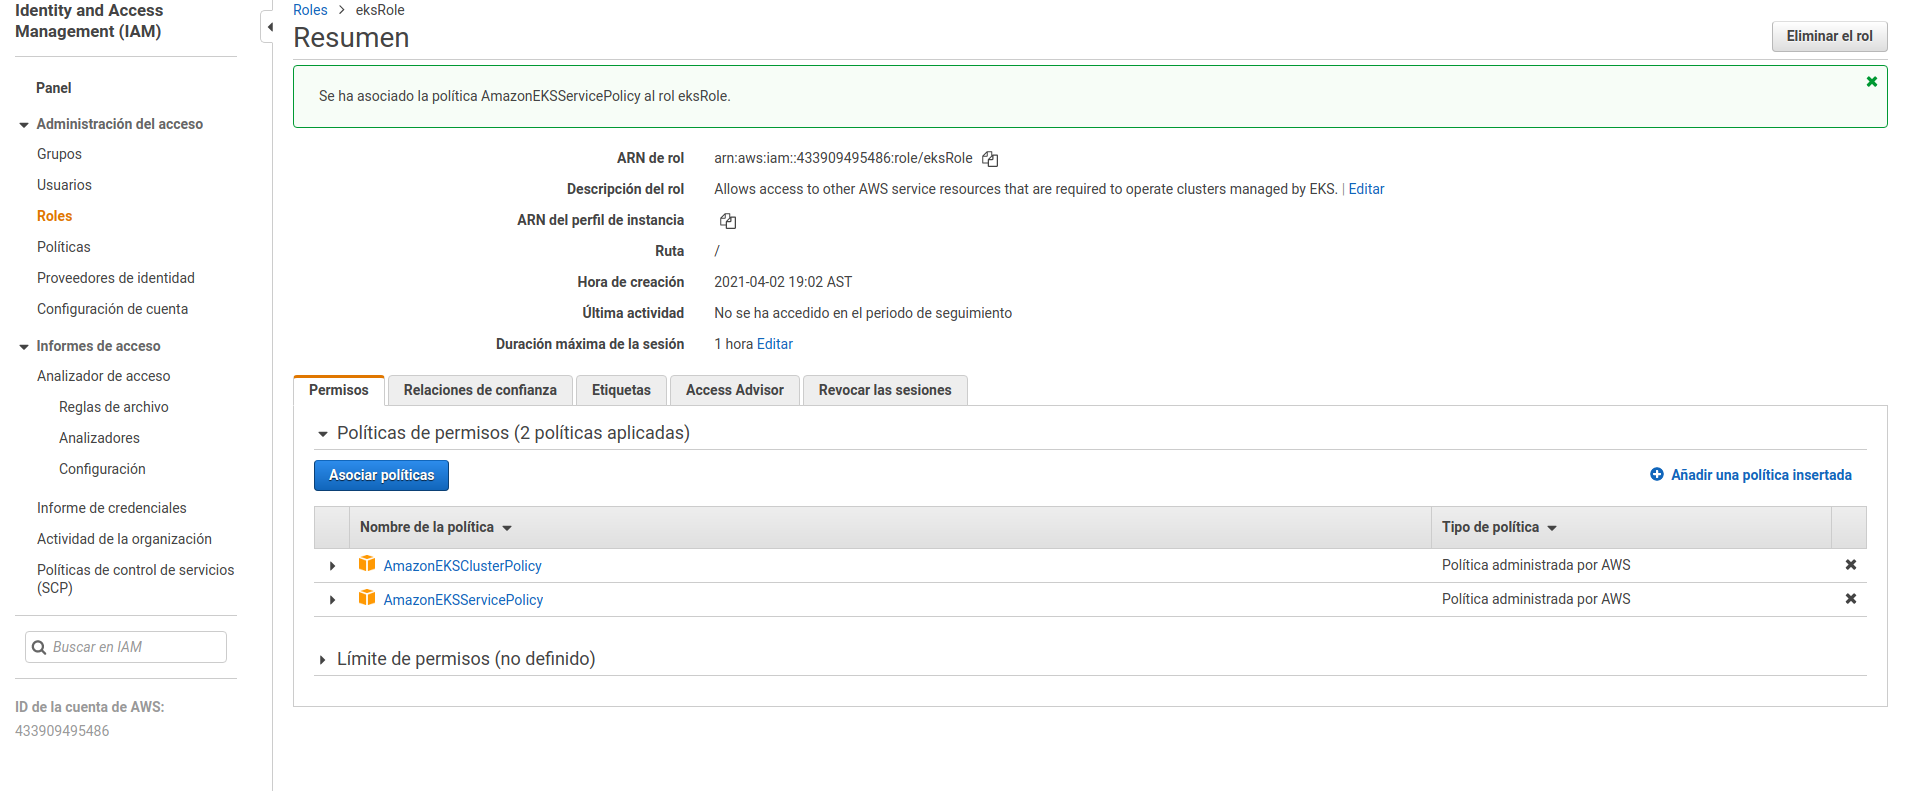 Identity and Access
Management (IAM)
Panel
Administración del acceso
Grupos
Usuarios
Roles
Políticas
Proveedores de identidad
Configuración de cuenta
Informes de acceso
Analizador de acceso
Reglas de archivo
Analizadores
Configuración
Informe de credenciales
Actividad de la organización
Políticas de control de servicios
(SCP)
Buscar en IAM
ID de la cuenta de AWS:
433909495486
Roles > eksRole
Resumen
Eliminar el rol
Se ha asociado la política AmazonEKSServicePolicy al rol eksRole.
ARN de rol arn:aws:iam::433909495486:role/eksRole
Descripción del rol Allows access to other AWS service resources that are required to operate clusters managed by EKS. | Editar
ARN del perfil de instancia
Ruta /
Hora de creación 2021-04-02 19:02 AST
Última actividad No se ha accedido en el periodo de seguimiento
Duración máxima de la sesión 1 hora Editar
Permisos Relaciones de confianza Etiquetas Access Advisor Revocar las sesiones
Políticas de permisos (2 políticas aplicadas)
Asociar políticas Añadir una política insertada
Nombre de la política Tipo de política
AmazonEKSClusterPolicy Política administrada por AWS
AmazonEKSServicePolicy Política administrada por AWS
Límite de permisos (no definido)